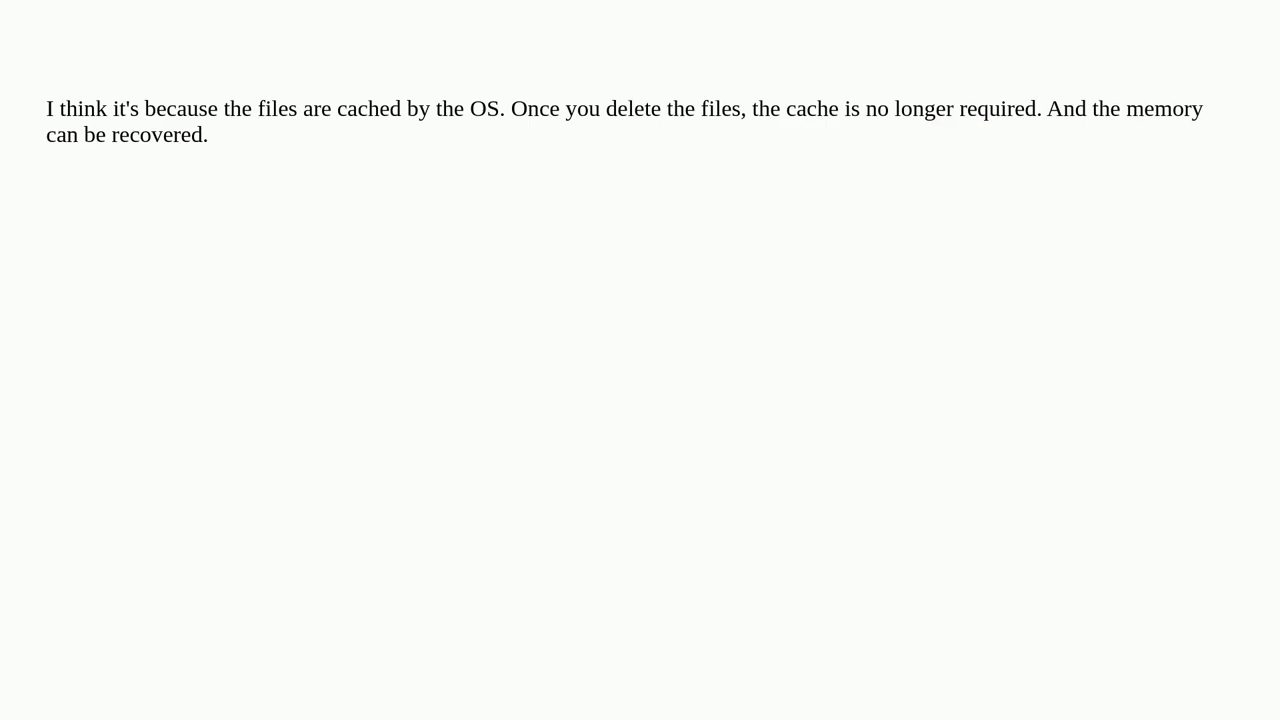 I think it's because the files are cached by the OS. Once you delete the files, the cache is no longer required. And the memory
can be recovered.